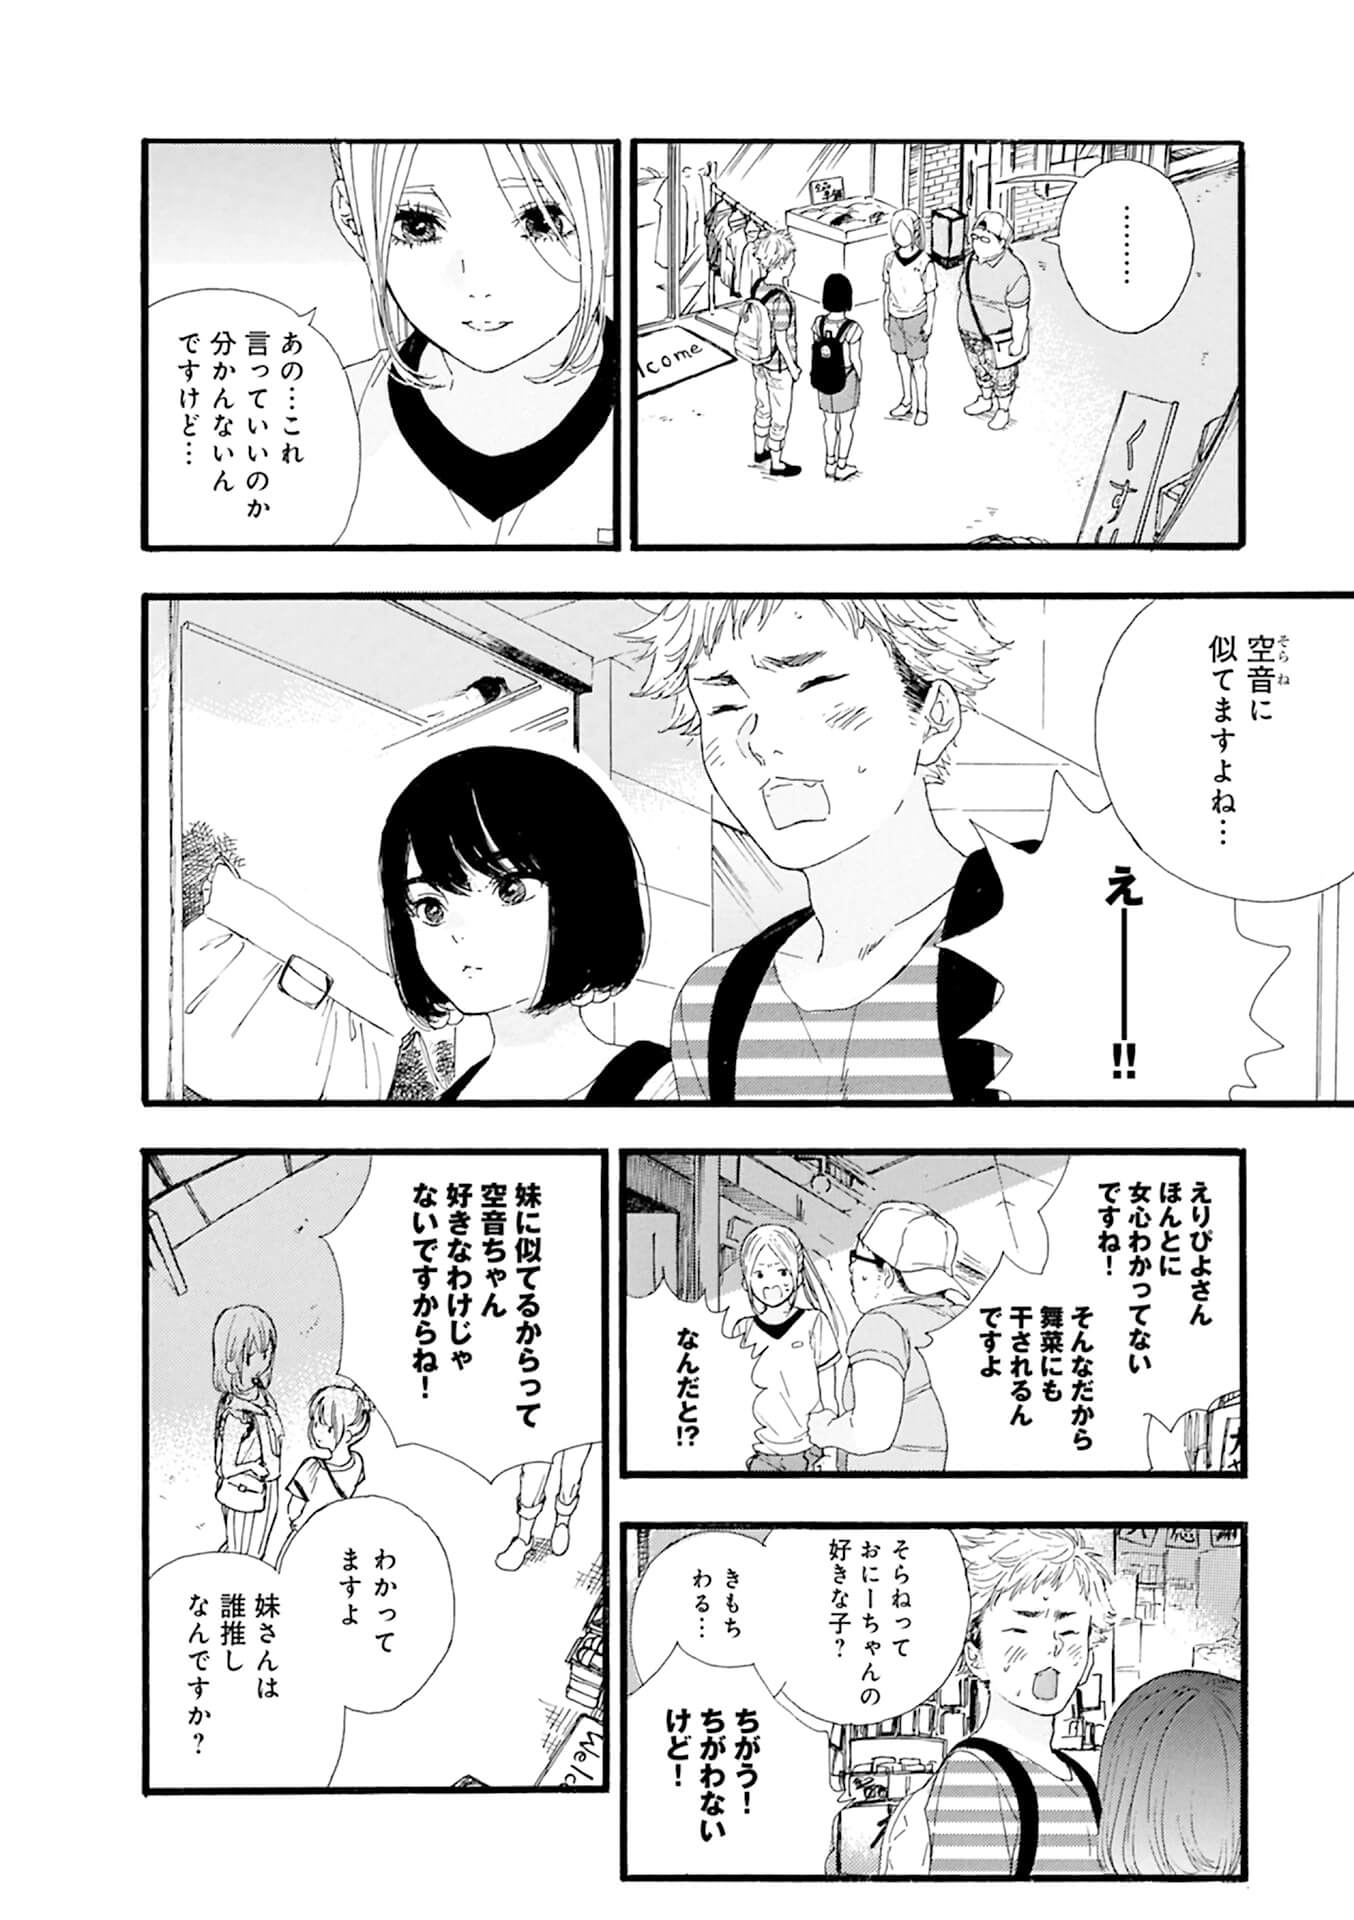 ………
くすり
Welcome
あの…これ
言っていいのか
分かんないん
ですけど…
空音に
そらね
似てますよね…
え━━!!
えりぴよさん
ほんとに
女心わかってない
ですね！
そんなだから
舞菜にも
干されるん
ですよ
なんだと!?
そらねって
おにーちゃんの
好きな子？
きもち
わる…
ちがう！
ちがわない
けど！
妹に似てるからって
空音ちゃん
好きなわけじゃ
ないですからね！
わかって
ますよ
妹さんは
誰推し
なんですか？
Welc